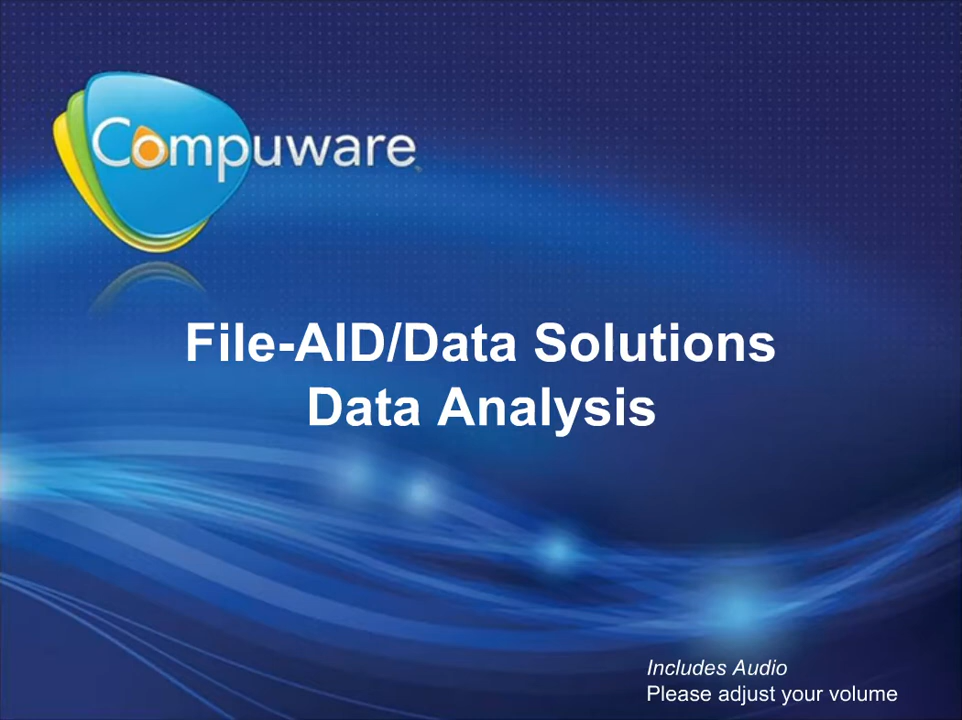 Compuware
File-AID/Data Solutions
Data Analysis
Includes Audio
Please adjust your volume